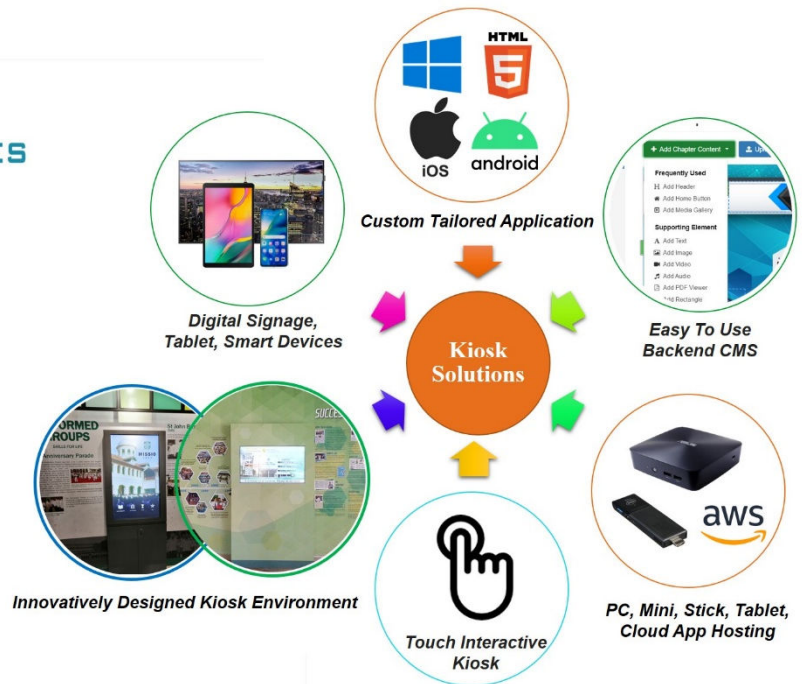 HTML
5
iOS
android
Custom Tailored Application
Digital Signage,
Tablet, Smart Devices
+ Add Chapter Content
Frequently Used
H Add Header
Add Home Button
Add Media Gallery
Supporting Element
A Add Text
Add Image
Add Video
Add Audio
Add PDF Viewer
Add Rectangle
Easy To Use
Backend CMS
Kiosk
Solutions
GROUPS
Anniversary Parade
Innovatively Designed Kiosk Environment
Touch Interactive
Kiosk
aws
PC, Mini, Stick, Tablet,
Cloud App Hosting